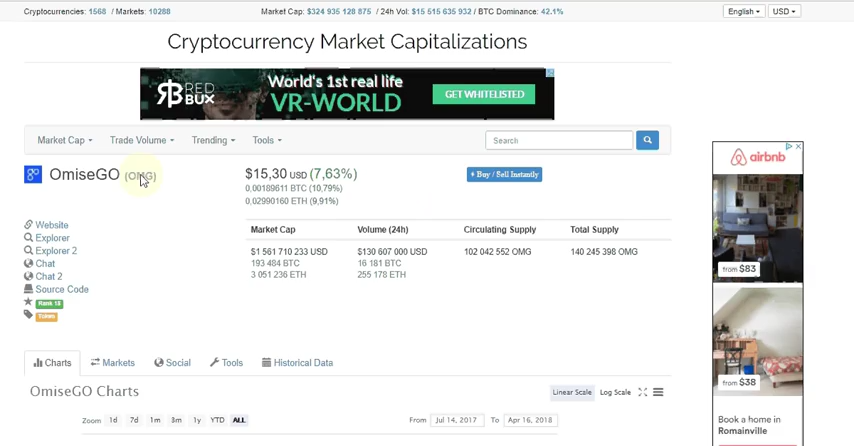 Cryptocurrencies: 1568 / Markets: 10288 Market Cap: $324 935 128 875 / 24h Vol: $15 515 635 932 / BTC Dominance: 42.1% English USD
Cryptocurrency Market Capitalizations
REDBUX World's 1st real life VR-WORLD GET WHITELISTED
Market Cap Trade Volume Trending Tools Search
OmiseGO (OMG) $15,30 USD (7,63%) Buy / Sell Instantly
0,00189611 BTC (10,79%)
0,02990160 ETH (9,91%)
Website
Explorer
Explorer 2
Chat
Chat 2
Source Code
Rank 18
Token
Market Cap Volume (24h) Circulating Supply Total Supply
$1 561 710 233 USD $130 607 000 USD 102 042 552 OMG 140 245 398 OMG
193 484 BTC 16 181 BTC
3 051 236 ETH 255 178 ETH
airbnb
from $83
from $38
Book a home in
Romainville
Charts Markets Social Tools Historical Data
OmiseGO Charts Linear Scale Log Scale
Zoom 1d 7d 1m 3m 1y YTD ALL From Jul 14, 2017 To Apr 16, 2018